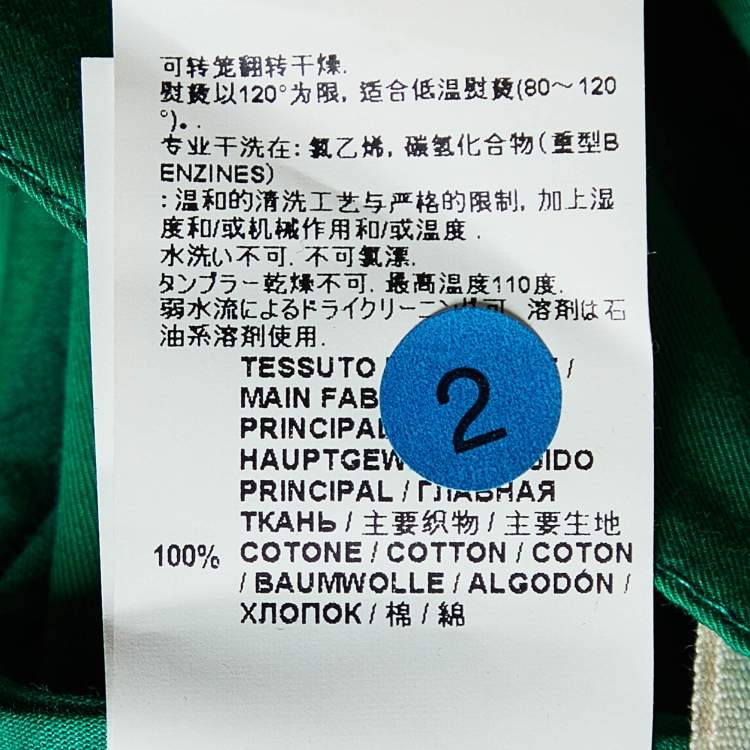 可转笼翻转干燥.
熨烫以120°为限, 适合低温熨烫(80～120
°)。.
专业干洗在: 氯乙烯, 碳氢化合物(重型B
ENZINES)
: 温和的清洗工艺与严格的限制, 加上湿
度和/或机械作用和/或温度 .
水洗い不可. 不可氯漂.
タンブラー乾燥不可. 最高温度110度.
弱水流によるドライクリーニング可. 溶剤は石
油系溶剤使用.
TESSUTO /
MAIN FAB
PRINCIPAL
HAUPTGEW IDO
PRINCIPAL / ГЛАВНАЯ
ТКАНЬ / 主要织物 / 主要生地
100% COTONE / COTTON / COTON
/ BAUMWOLLE / ALGODÓN /
ХЛОПОК / 棉 / 綿
2